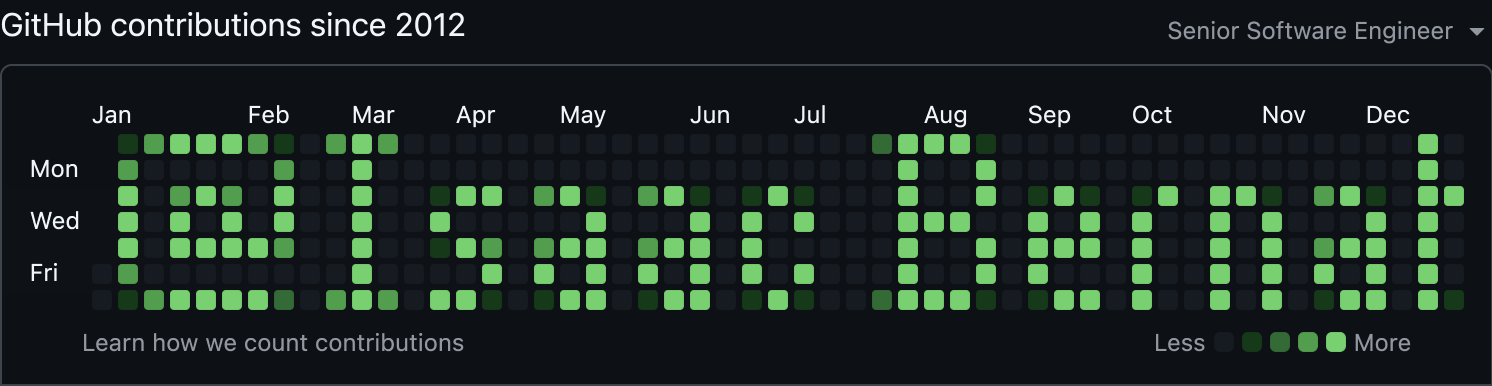 GitHub contributions since 2012
Senior Software Engineer
Jan Feb Mar Apr May Jun Jul Aug Sep Oct Nov Dec
Mon
Wed
Fri
@IsaacBernat
Learn how we count contributions
Less More